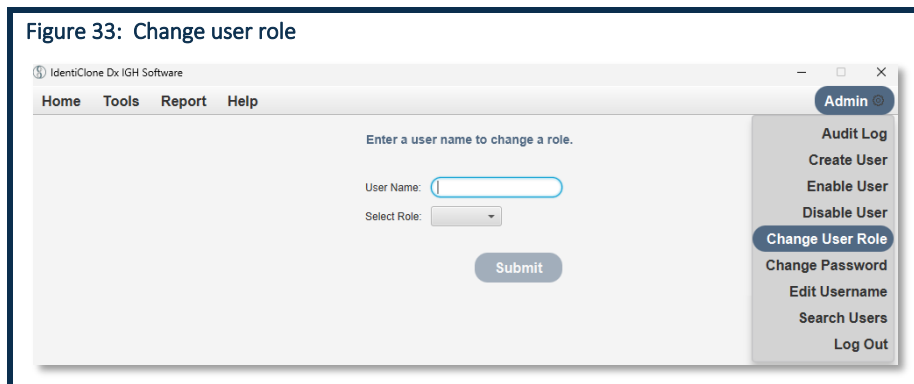 Figure 33: Change user role
IdentiClone Dx IGH Software
Home Tools Report Help Admin
Enter a user name to change a role.
User Name:
Select Role:
Submit
Audit Log
Create User
Enable User
Disable User
Change User Role
Change Password
Edit Username
Search Users
Log Out